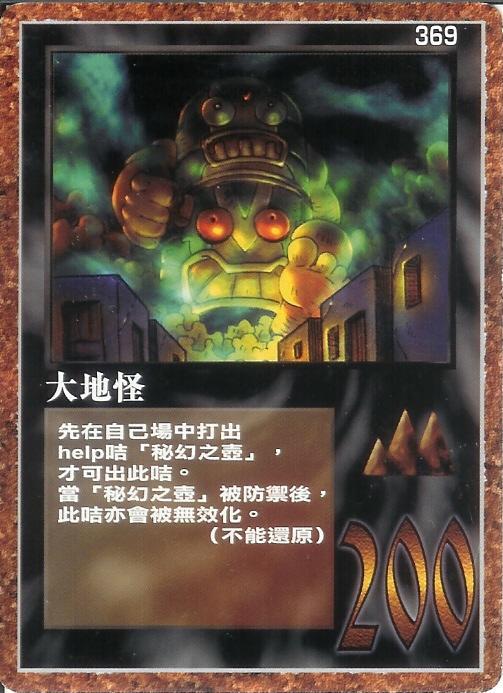 369
大地怪
先在自己場中打出
help咭「秘幻之壺」，
才可出此咭。
當「秘幻之壺」被防禦後，
此咭亦會被無效化。
（不能還原）
200